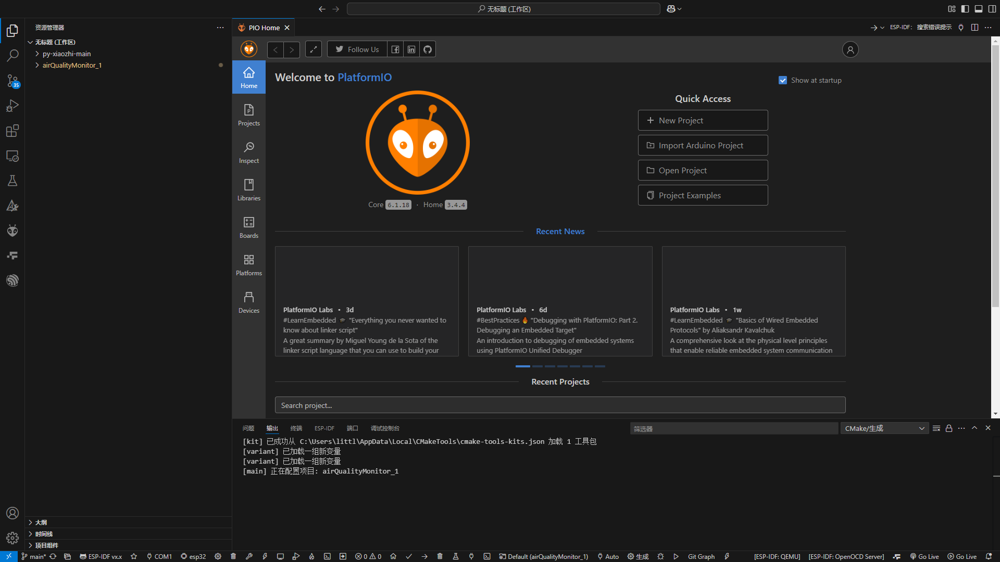 无标题 (工作区)
资源管理器
无标题 (工作区)
py-xiaozhi-main
airQualityMonitor_1
35
PIO Home
ESP-IDF: 搜索错误提示
Follow Us
Home
Projects
Inspect
Libraries
Boards
Platforms
Devices
Welcome to PlatformIO
Show at startup
Quick Access
New Project
Import Arduino Project
Open Project
Project Examples
Core 6.1.18 · Home 3.4.4
Recent News
PlatformIO Labs • 3d
#LearnEmbedded 🎓 "Everything you never wanted to
know about linker script"
A great summary by Miguel Young de la Sota of the
linker script language that you can use to build your
PlatformIO Labs • 6d
#BestPractices 🔥 "Debugging with PlatformIO: Part 2.
Debugging an Embedded Target"
An introduction to debugging of embedded systems
using PlatformIO Unified Debugger
PlatformIO Labs • 1w
#LearnEmbedded 🎓 "Basics of Wired Embedded
Protocols" by Aliaksandr Kavalchuk
A comprehensive look at the physical level principles
that enable reliable embedded system communication
Recent Projects
Search project...
问题 输出 终端 ESP-IDF 端口 调试控制台
筛选器
CMake/生成
[kit] 已成功从 C:\Users\littl\AppData\Local\CMakeTools\cmake-tools-kits.json 加载 1 工具包
[variant] 已加载一组新变量
[variant] 已加载一组新变量
[main] 正在配置项目: airQualityMonitor_1
大纲
时间线
项目组件
main* ESP-IDF vx.x COM1 esp32 0 0 Default (airQualityMonitor_1) Auto 生成 Git Graph [ESP-IDF: QEMU] [ESP-IDF: OpenOCD Server] Go Live Go Live